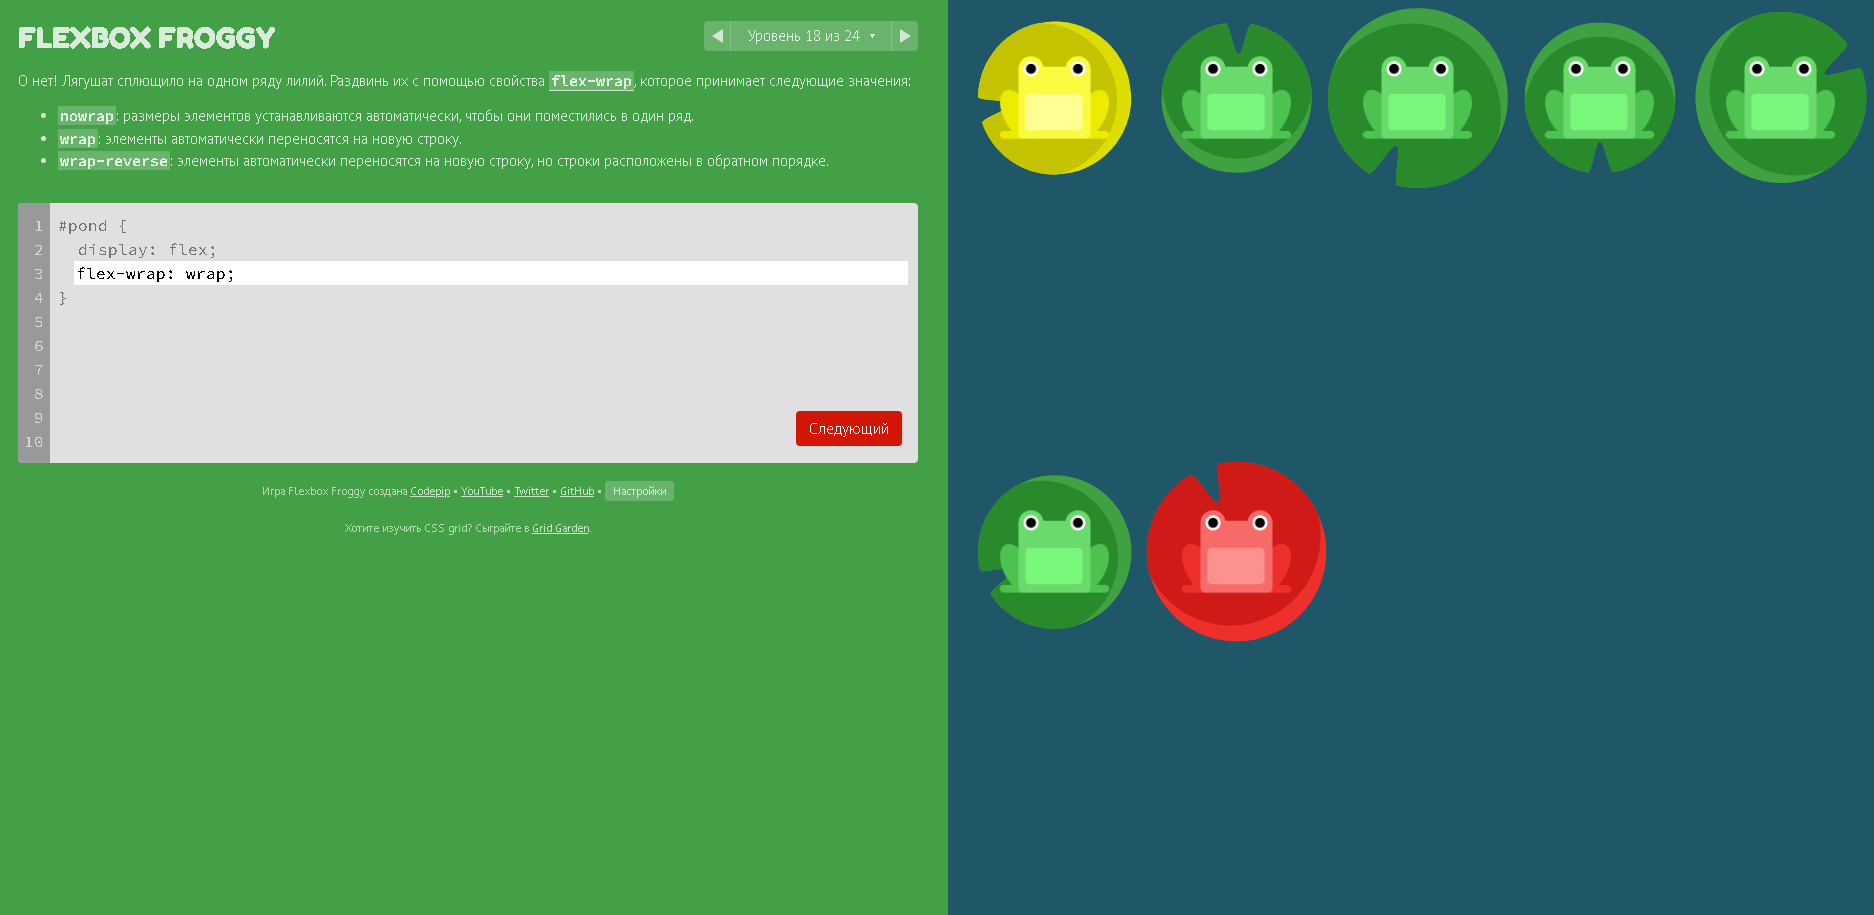 FLEXBOX FROGGY
Уровень 18 из 24
О нет! Лягушат сплющило на одном ряду лилий. Раздвинь их с помощью свойства flex-wrap, которое принимает следующие значения:
• nowrap: размеры элементов устанавливаются автоматически, чтобы они поместились в один ряд.
• wrap: элементы автоматически переносятся на новую строку.
• wrap-reverse: элементы автоматически переносятся на новую строку, но строки расположены в обратном порядке.
1 #pond {
2 display: flex;
3 flex-wrap: wrap;
4 }
5
6
7
8
9
10
Следующий
Игра Flexbox Froggy создана Codepip • YouTube • Twitter • GitHub • Настройки
Хотите изучить CSS grid? Сыграйте в Grid Garden.